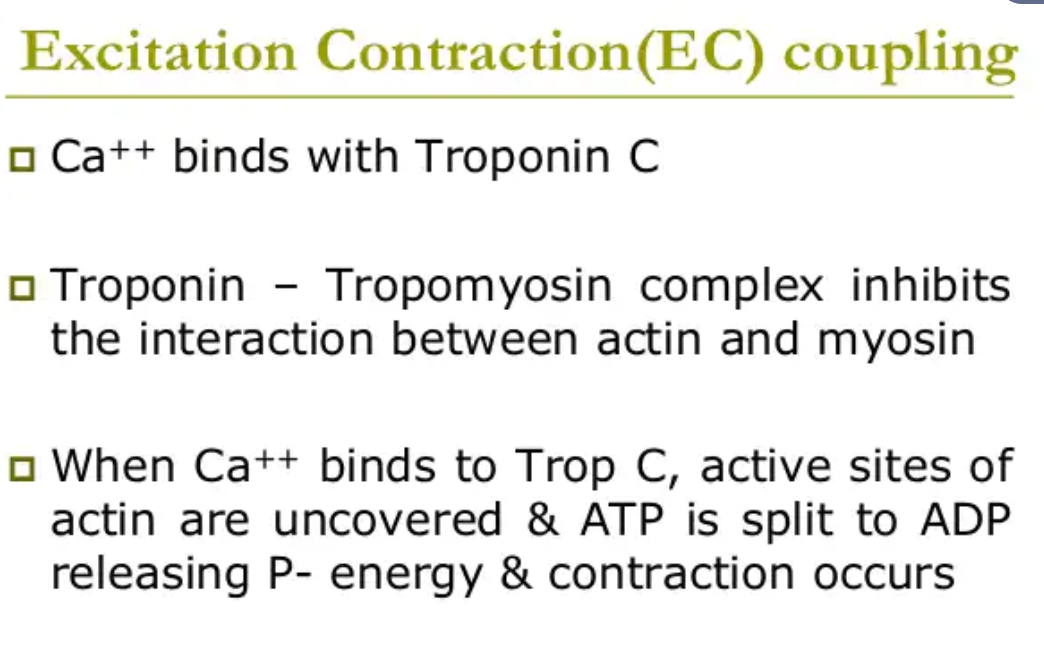 Excitation Contraction(EC) coupling
Ca++ binds with Troponin C
Troponin – Tropomyosin complex inhibits
the interaction between actin and myosin
When Ca++ binds to Trop C, active sites of
actin are uncovered & ATP is split to ADP
releasing P- energy & contraction occurs